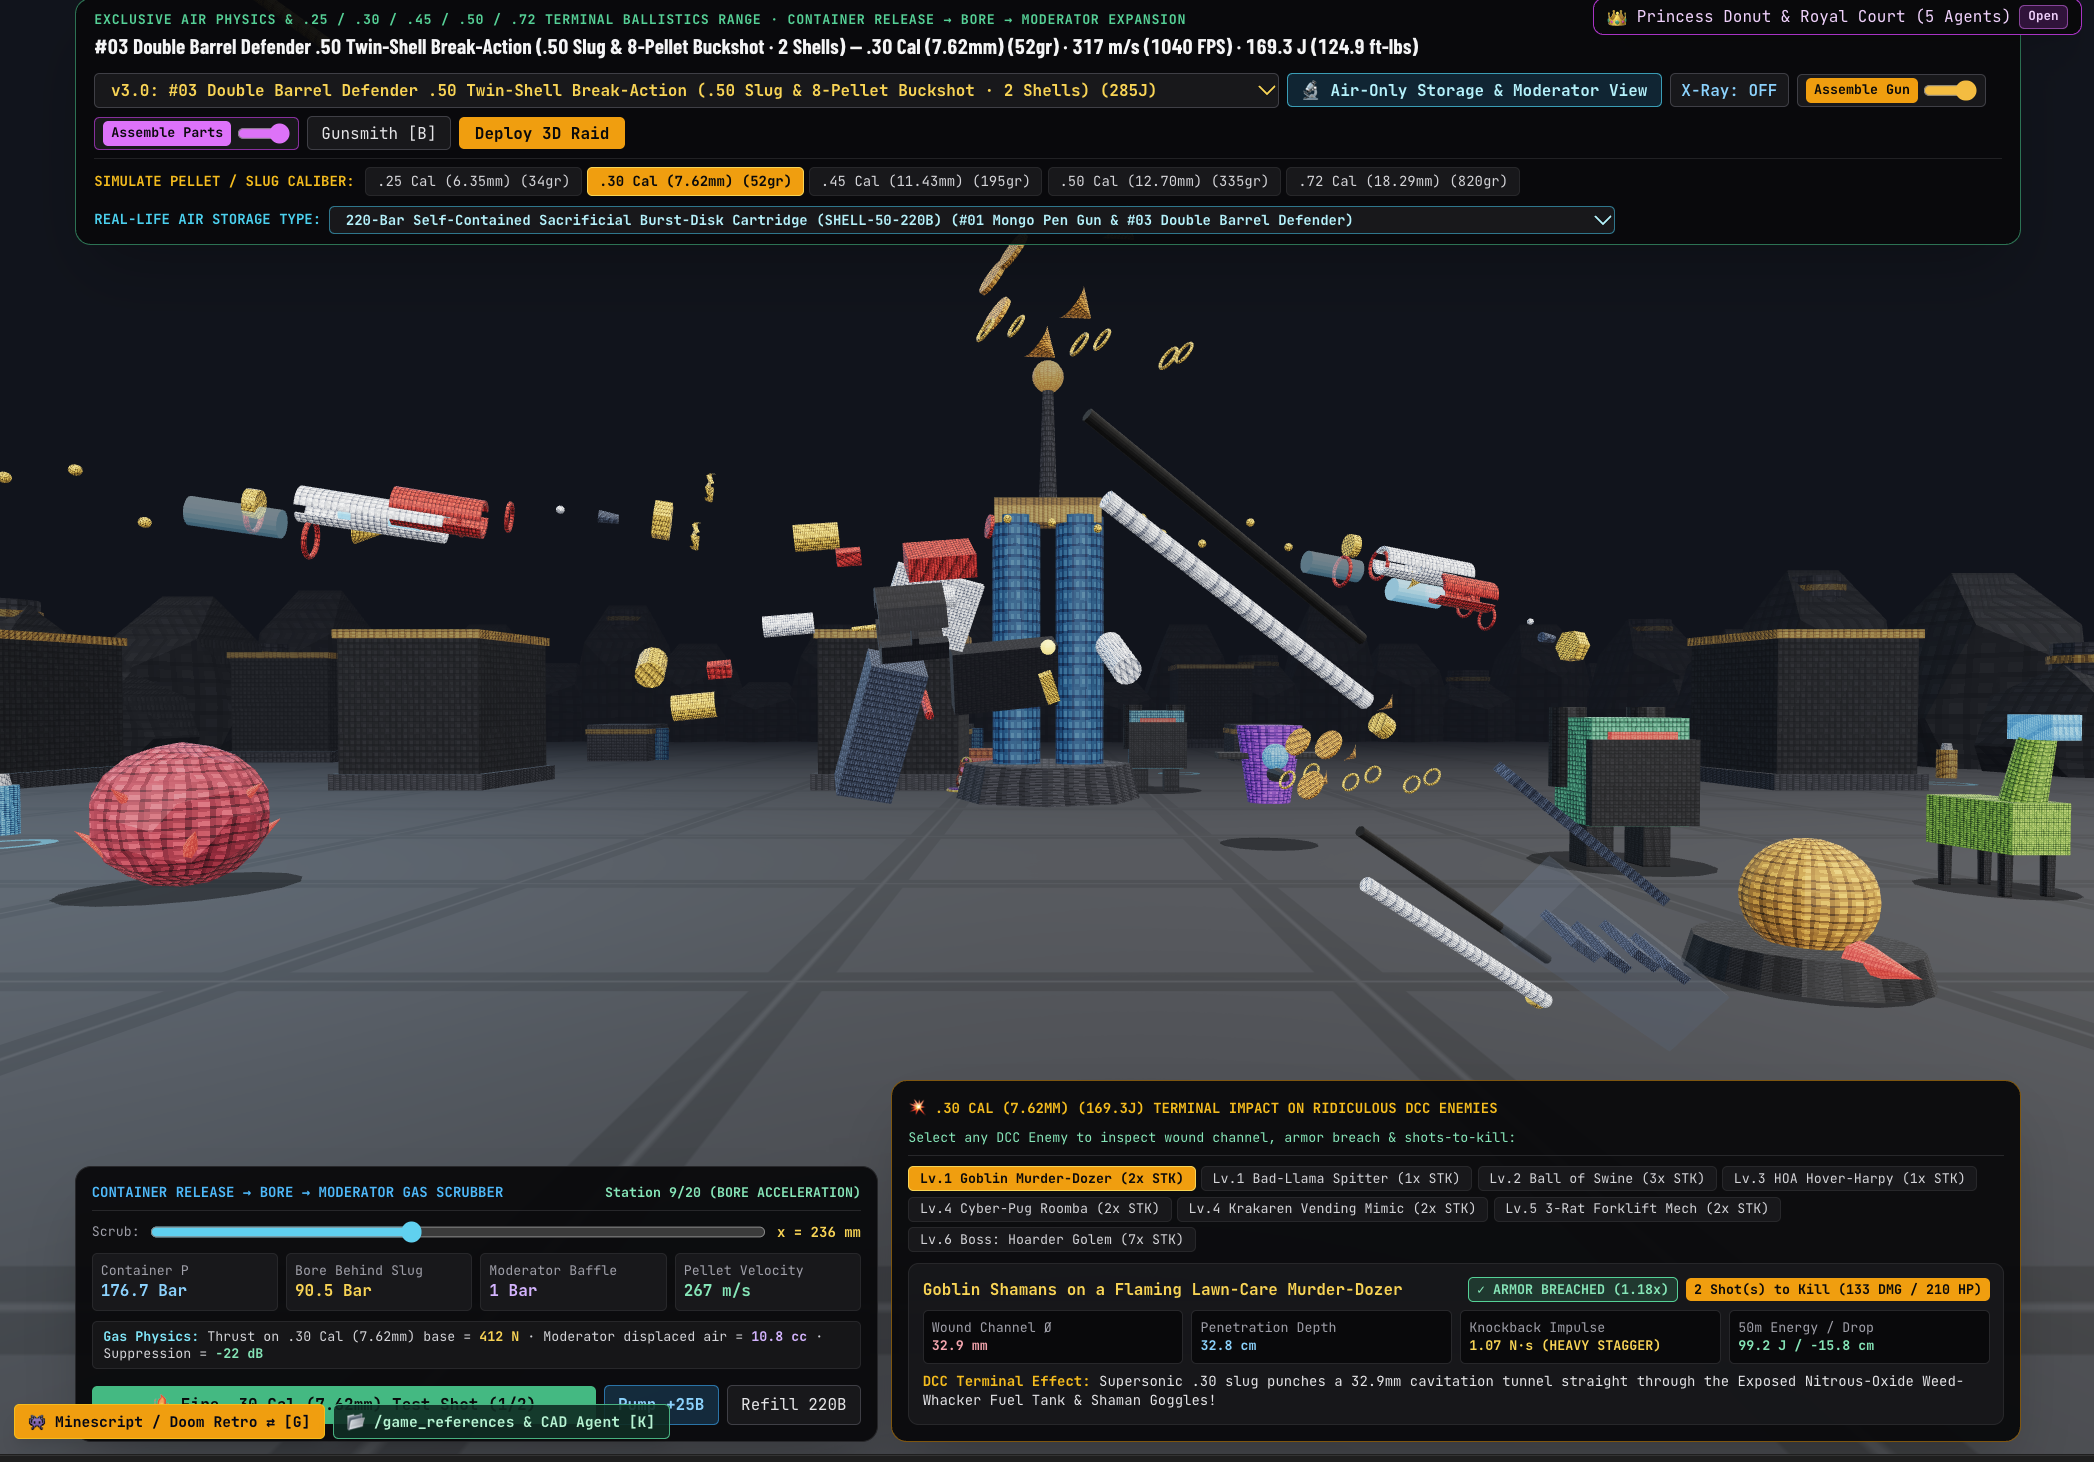 EXCLUSIVE AIR PHYSICS & .25 / .30 / .45 / .50 / .72 TERMINAL BALLISTICS RANGE · CONTAINER RELEASE → BORE → MODERATOR EXPANSION
👑 Princess Donut & Royal Court (5 Agents) Open
#03 Double Barrel Defender .50 Twin-Shell Break-Action (.50 Slug & 8-Pellet Buckshot · 2 Shells) — .30 Cal (7.62mm) (52gr) · 317 m/s (1040 FPS) · 169.3 J (124.9 ft-lbs)
v3.0: #03 Double Barrel Defender .50 Twin-Shell Break-Action (.50 Slug & 8-Pellet Buckshot · 2 Shells) (285J)
🔬 Air-Only Storage & Moderator View
X-Ray: OFF
Assemble Gun
Assemble Parts
Gunsmith [B]
Deploy 3D Raid
SIMULATE PELLET / SLUG CALIBER: .25 Cal (6.35mm) (34gr) .30 Cal (7.62mm) (52gr) .45 Cal (11.43mm) (195gr) .50 Cal (12.70mm) (335gr) .72 Cal (18.29mm) (820gr)
REAL-LIFE AIR STORAGE TYPE: 220-Bar Self-Contained Sacrificial Burst-Disk Cartridge (SHELL-50-220B) (#01 Mongo Pen Gun & #03 Double Barrel Defender)
CONTAINER RELEASE → BORE → MODERATOR GAS SCRUBBER
Station 9/20 (BORE ACCELERATION)
Scrub: x = 236 mm
Container P
176.7 Bar
Bore Behind Slug
90.5 Bar
Moderator Baffle
1 Bar
Pellet Velocity
267 m/s
Gas Physics: Thrust on .30 Cal (7.62mm) base = 412 N · Moderator displaced air = 10.8 cc ·
Suppression = -22 dB
Fire .30 Cal (7.62mm) Test Shot (1/2)
Pump +25B
Refill 220B
👾 Minescript / Doom Retro ⇄ [G]
📂 /game_references & CAD Agent [K]
💥 .30 CAL (7.62MM) (169.3J) TERMINAL IMPACT ON RIDICULOUS DCC ENEMIES
Select any DCC Enemy to inspect wound channel, armor breach & shots-to-kill:
Lv.1 Goblin Murder-Dozer (2x STK) Lv.1 Bad-Llama Spitter (1x STK) Lv.2 Ball of Swine (3x STK) Lv.3 HOA Hover-Harpy (1x STK)
Lv.4 Cyber-Pug Roomba (2x STK) Lv.4 Krakaren Vending Mimic (2x STK) Lv.5 3-Rat Forklift Mech (2x STK)
Lv.6 Boss: Hoarder Golem (7x STK)
Goblin Shamans on a Flaming Lawn-Care Murder-Dozer
✓ ARMOR BREACHED (1.18x)
2 Shot(s) to Kill (133 DMG / 210 HP)
Wound Channel Ø
32.9 mm
Penetration Depth
32.8 cm
Knockback Impulse
1.07 N·s (HEAVY STAGGER)
50m Energy / Drop
99.2 J / -15.8 cm
DCC Terminal Effect: Supersonic .30 slug punches a 32.9mm cavitation tunnel straight through the Exposed Nitrous-Oxide Weed-
Whacker Fuel Tank & Shaman Goggles!